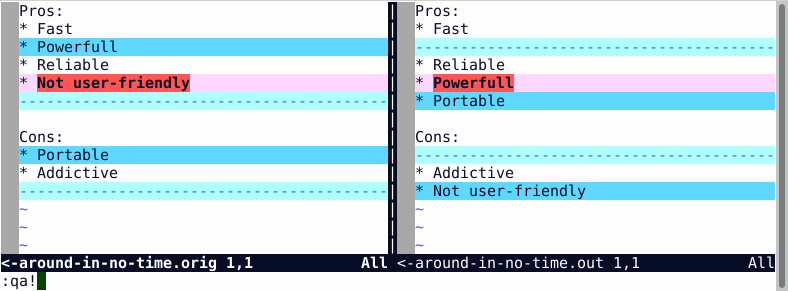 Pros:
* Fast
* Powerfull
* Reliable
* Not user-friendly
Cons:
* Portable
* Addictive
~
~
~
<-around-in-no-time.orig 1,1 All
Pros:
* Fast
* Reliable
* Powerfull
* Portable
Cons:
* Addictive
* Not user-friendly
~
~
~
<-around-in-no-time.out 1,1 All
:qa!